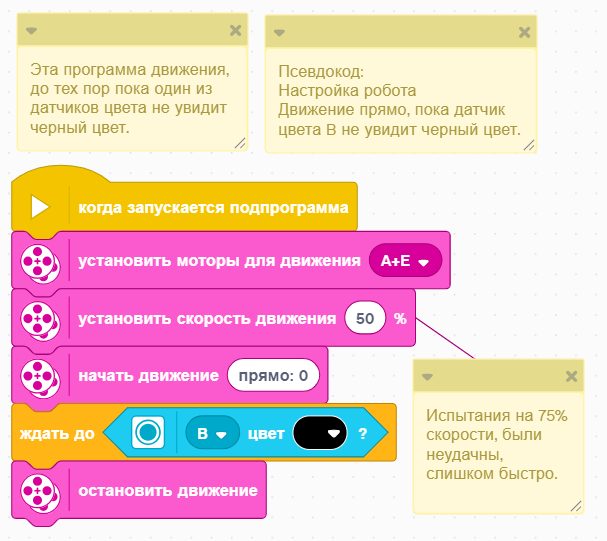 Эта программа движения,
до тех пор пока один из
датчиков цвета не увидит
черный цвет.
Псевдокод:
Настройка робота
Движение прямо, пока датчик
цвета B не увидит черный цвет.
когда запускается подпрограмма
установить моторы для движения A+E
установить скорость движения 50 %
начать движение прямо: 0
ждать до B цвет ?
остановить движение
Испытания на 75%
скорости, были
неудачны,
слишком быстро.